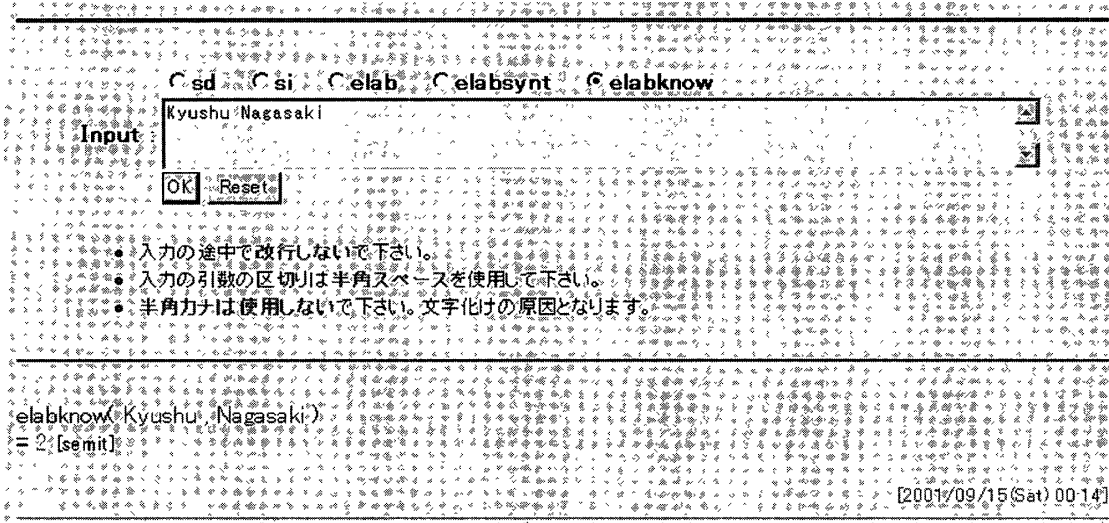 sd si elab elabsynt elabknow
Input Kyushu Nagasaki
OK Reset
• 入力の途中で改行しないで下さい。
• 入力の引数の区切りは半角スペースを使用して下さい。
• 半角カナは使用しないで下さい。文字化けの原因となります。
elabknow( Kyushu , Nagasaki )
= 2 [semit]
[2001/09/15(Sat) 00:14]